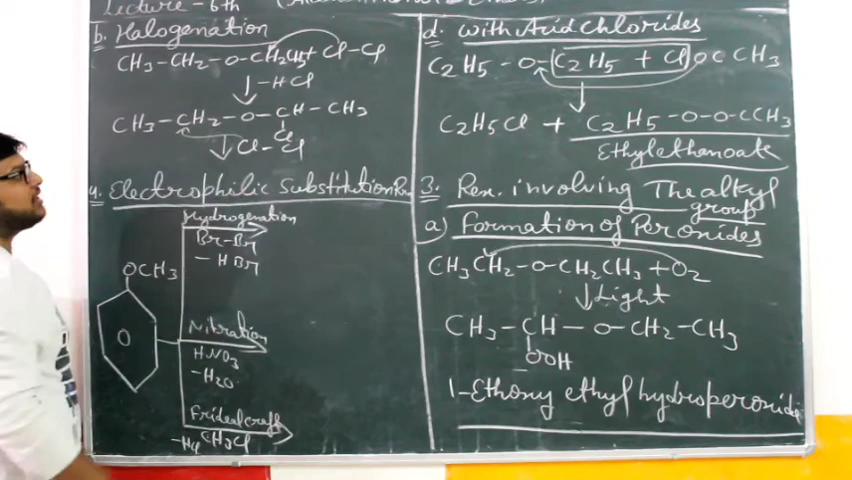 Lecture-6th
b. Halogenation
CH3-CH2-O-CH2CH3+Cl-Cl
-HCl
CH3-CH2-O-CH-CH3
Cl
Cl-Cl
4. Electrophilic Substitution Rxn
Hydrogenation
Br-Br
-HBr
OCH3
O
Nitration
HNO3
-H2O
Fridealcraft
-HCl CH3Cl
d. With Acid chlorides
C2H5-O-C2H5+ClOCCH3
C2H5Cl + C2H5-O-O-CCH3
Ethylethanoate
3. Rxn. involving The alkyl
group
a) Formation of Peroxides
CH3CH2-O-CH2CH3+O2
Light
CH3-CH-O-CH2-CH3
OOH
1-Ethoxy ethyl hydroperoxide